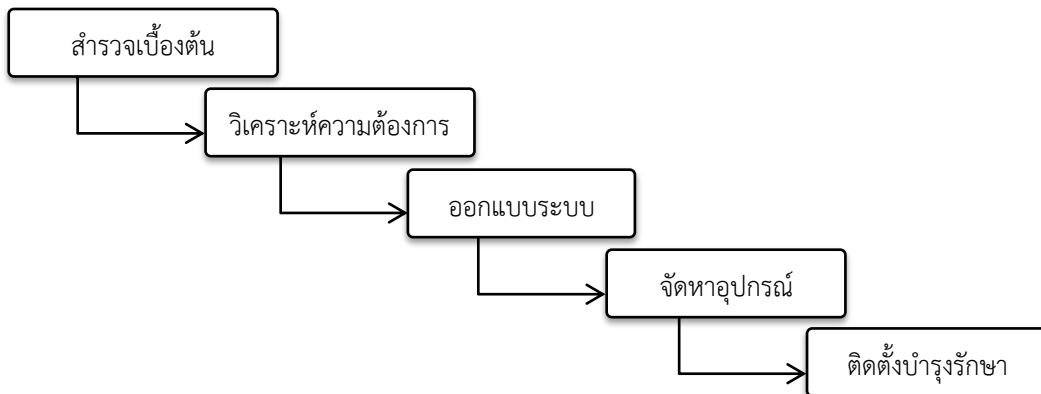 สำรวจเบื้องต้น
วิเคราะห์ความต้องการ
ออกแบบระบบ
จัดหาอุปกรณ์
ติดตั้งบำรุงรักษา